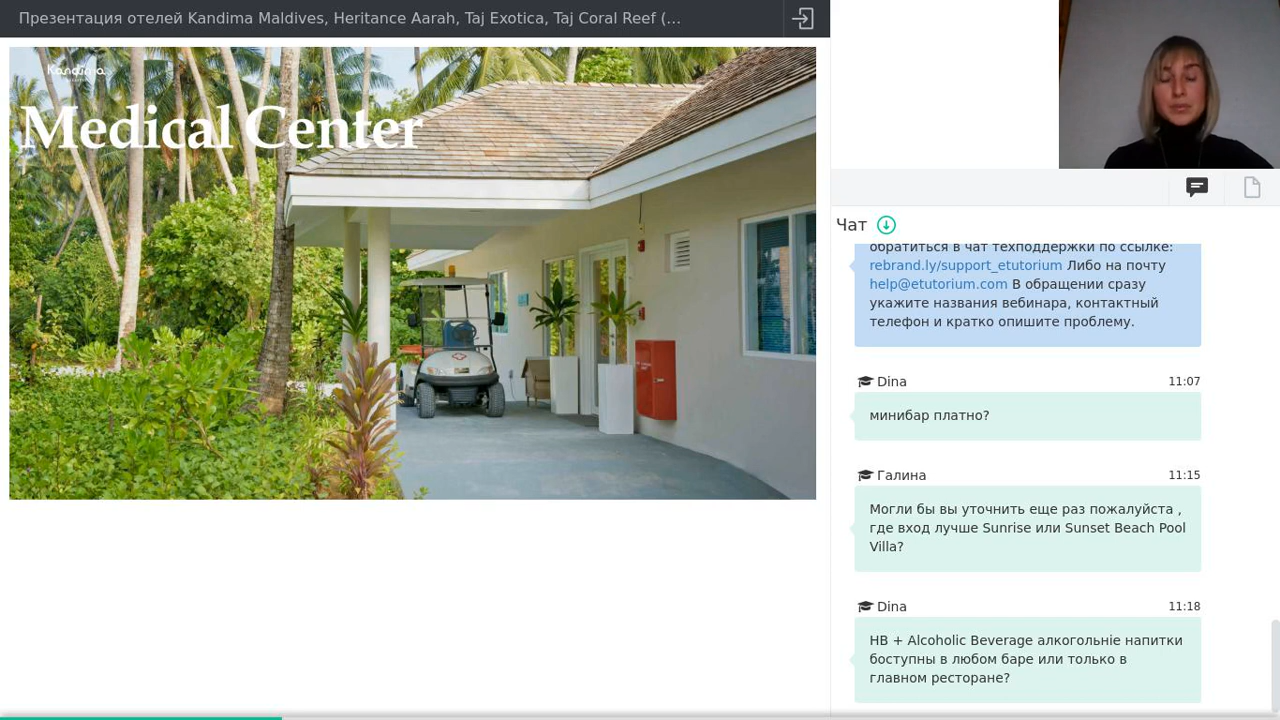 Презентация отелей Kandima Maldives, Heritance Aarah, Taj Exotica, Taj Coral Reef (...
Kandima
Medical Center
Чат
обратиться в чат техподдержки по ссылке:
rebrand.ly/support_etutorium Либо на почту
help@etutorium.com В обращении сразу
укажите названия вебинара, контактный
телефон и кратко опишите проблему.
Dina 11:07
минибар платно?
Галина 11:15
Могли бы вы уточнить еще раз пожалуйста ,
где вход лучше Sunrise или Sunset Beach Pool
Villa?
Dina 11:18
HB + Alcoholic Beverage алкогольніе напитки
боступны в любом баре или только в
главном ресторане?